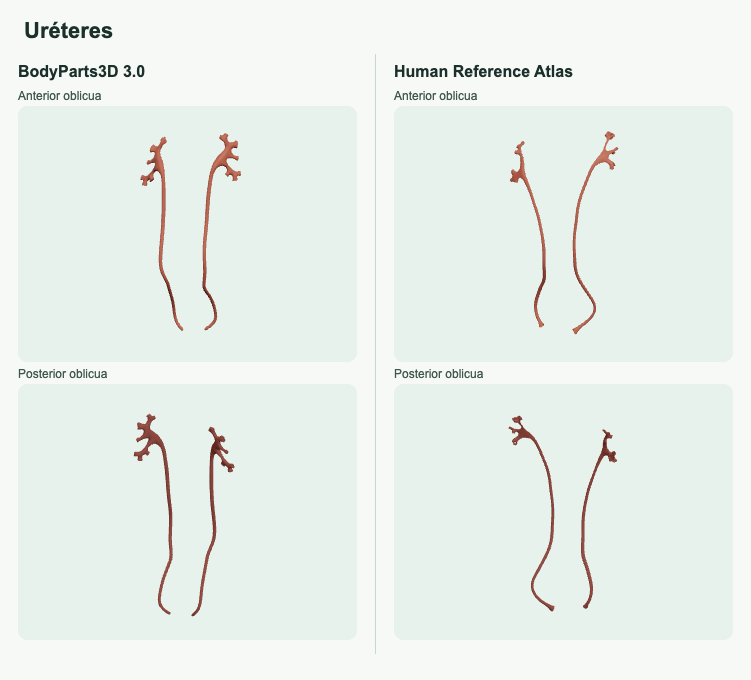 Uréteres
BodyParts3D 3.0
Anterior oblicua
Posterior oblicua
Human Reference Atlas
Anterior oblicua
Posterior oblicua